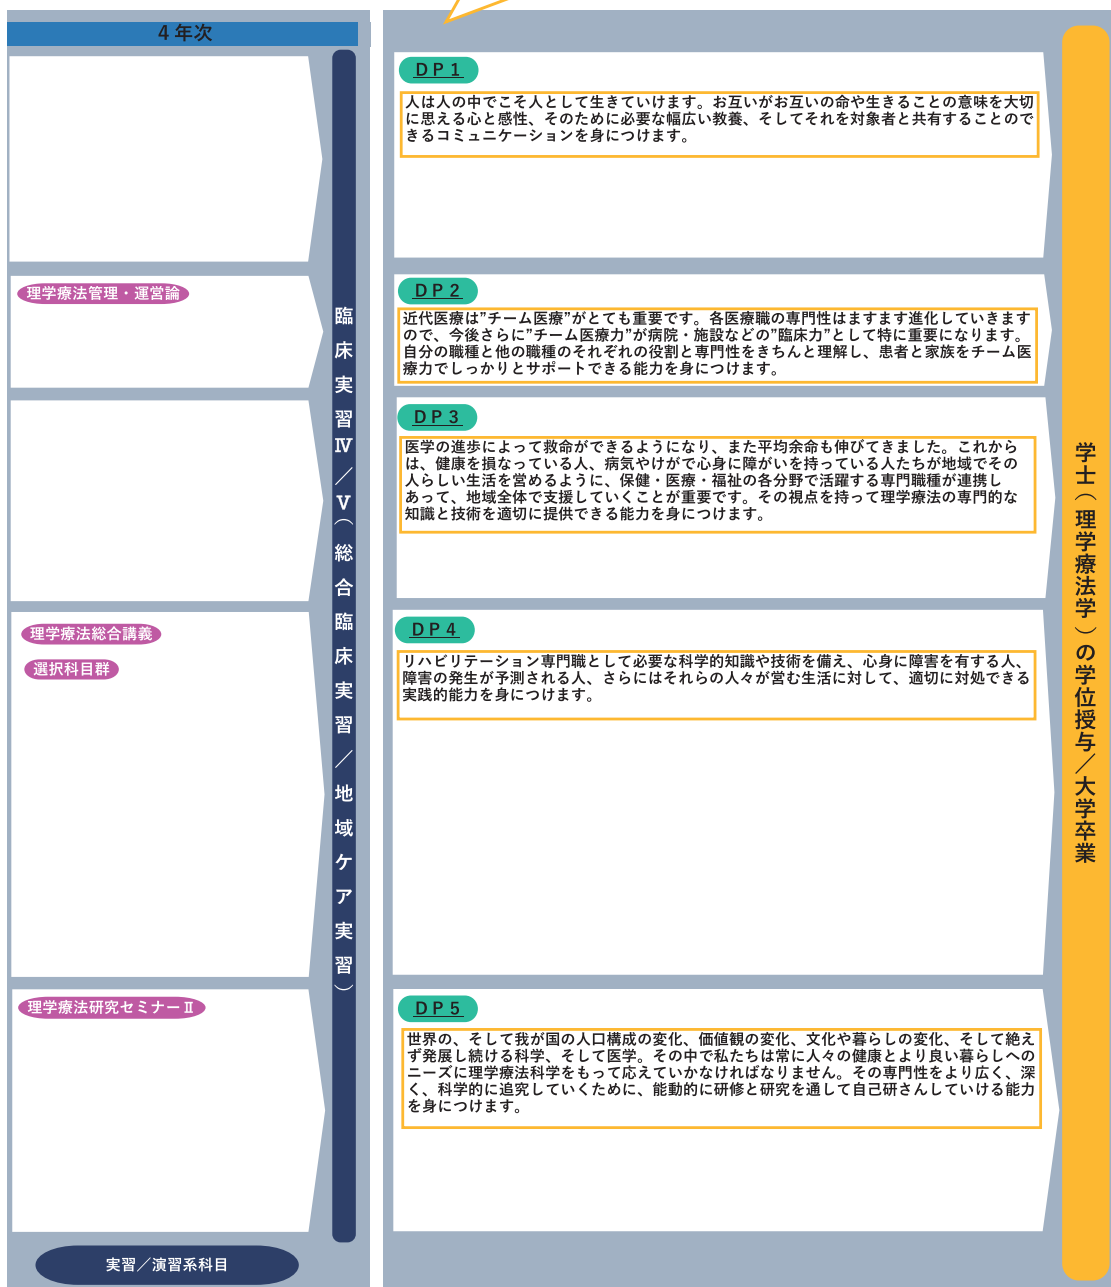 4 年次
理学療法管理・運営論
理学療法総合講義
選択科目群
理学療法研究セミナーⅡ
臨床実習Ⅳ／Ⅴ（総合臨床実習／地域ケア実習）
実習／演習系科目
DP1
人は人の中でこそ人として生きていけます。お互いがお互いの命や生きることの意味を大切
に思える心と感性、そのために必要な幅広い教養、そしてそれを対象者と共有することので
きるコミュニケーションを身につけます。
DP2
近代医療は”チーム医療”がとても重要です。各医療職の専門性はますます進化していきます
ので、今後さらに”チーム医療力”が病院・施設などの”臨床力”として特に重要になります。
自分の職種と他の職種のそれぞれの役割と専門性をきちんと理解し、患者と家族をチーム医
療力でしっかりとサポートできる能力を身につけます。
DP3
医学の進歩によって救命ができるようになり、また平均余命も伸びてきました。これから
は、健康を損なっている人、病気やけがで心身に障がいを持っている人たちが地域でその
人らしい生活を営めるように、保健・医療・福祉の各分野で活躍する専門職種が連携し
あって、地域全体で支援していくことが重要です。その視点を持って理学療法の専門的な
知識と技術を適切に提供できる能力を身につけます。
DP4
リハビリテーション専門職として必要な科学的知識や技術を備え、心身に障害を有する人、
障害の発生が予測される人、さらにはそれらの人々が営む生活に対して、適切に対処できる
実践的能力を身につけます。
DP5
世界の、そして我が国の人口構成の変化、価値観の変化、文化や暮らしの変化、そして絶え
ず発展し続ける科学、そして医学。その中で私たちは常に人々の健康とより良い暮らしへの
ニーズに理学療法科学をもって応えていかなければなりません。その専門性をより広く、深
く、科学的に追究していくために、能動的に研修と研究を通して自己研さんしていける能力
を身につけます。
学士（理学療法学）の学位授与／大学卒業